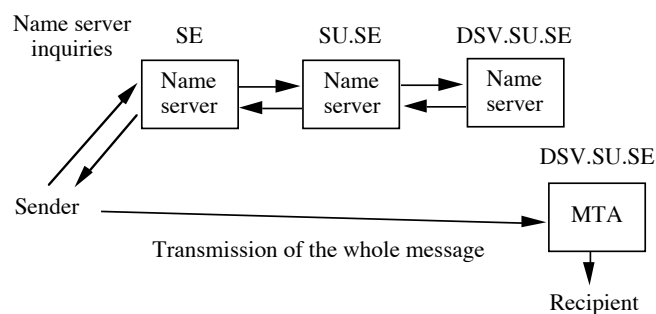 Name server
inquiries
SE
SU.SE
DSV.SU.SE
Name
server
Name
server
Name
server
DSV.SU.SE
Sender
MTA
Transmission of the whole message
Recipient